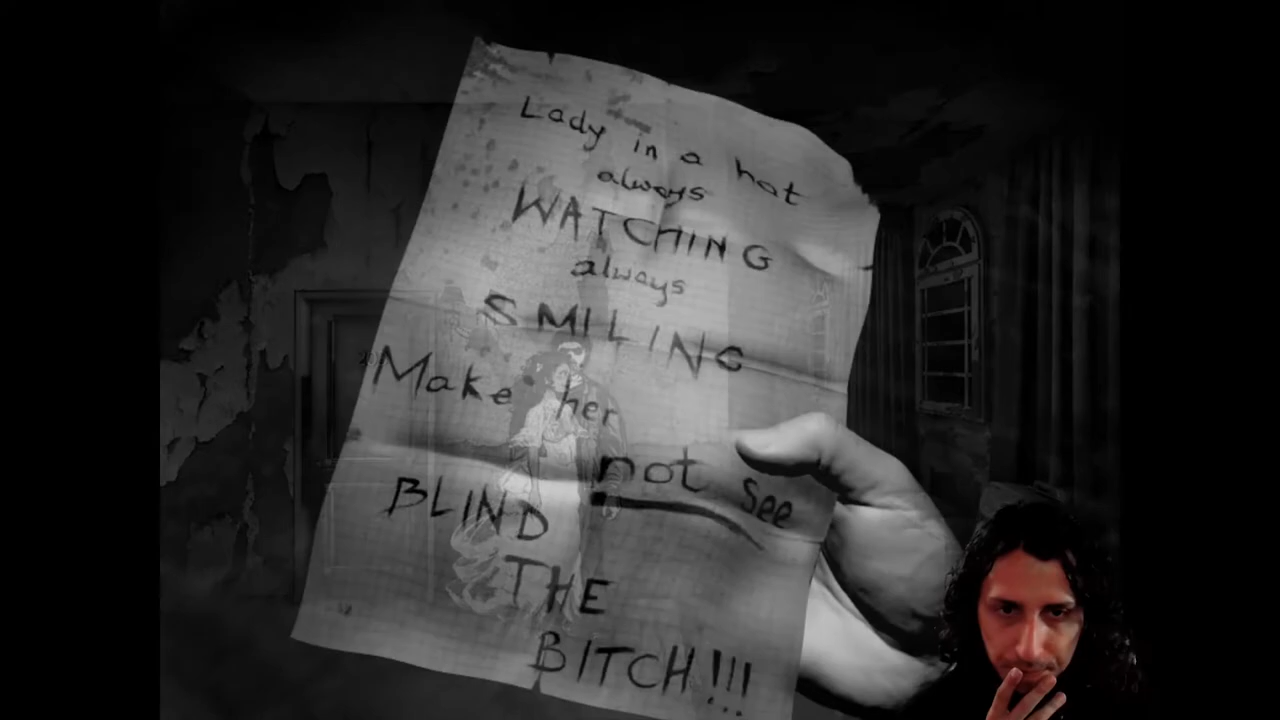 Lady in a hat
always
WATCHING
always
SMILING
Make her
not see
BLIND
THE
BITCH!!!